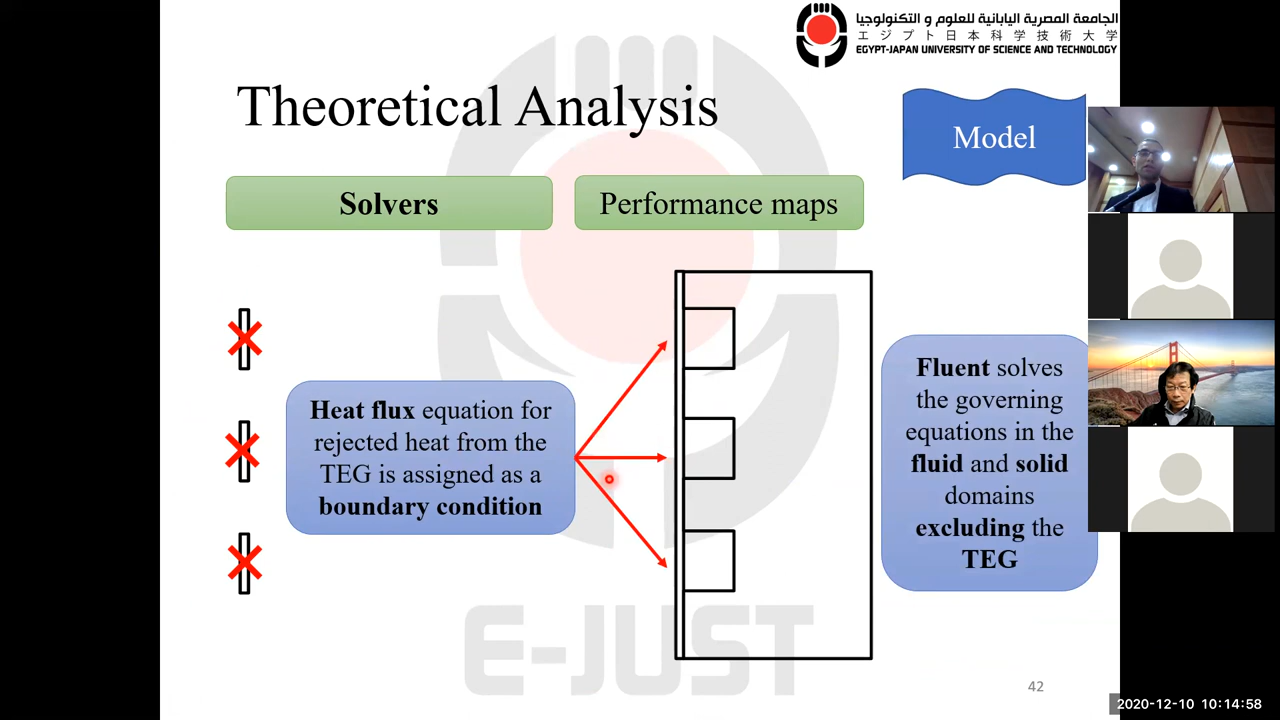 الجامعة المصرية اليابانية للعلوم و التكنولوجيا
エジプト日本科学技術大学
EGYPT-JAPAN UNIVERSITY OF SCIENCE AND TECHNOLOGY
Theoretical Analysis
Model
Solvers
Performance maps
Heat flux equation for
rejected heat from the
TEG is assigned as a
boundary condition
Fluent solves
the governing
equations in the
fluid and solid
domains
excluding the
TEG
E-JUST
42
2020-12-10 10:14:58